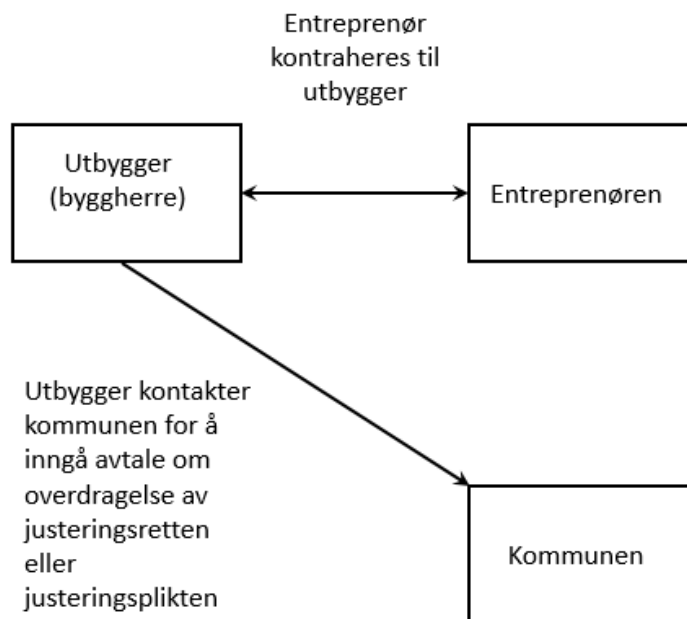 Entreprenør
kontraheres til
utbygger
Utbygger
(byggherre)
Entreprenøren
Utbygger kontakter
kommunen for å
inngå avtale om
overdragelse av
justeringsretten
eller
justeringsplikten
Kommunen